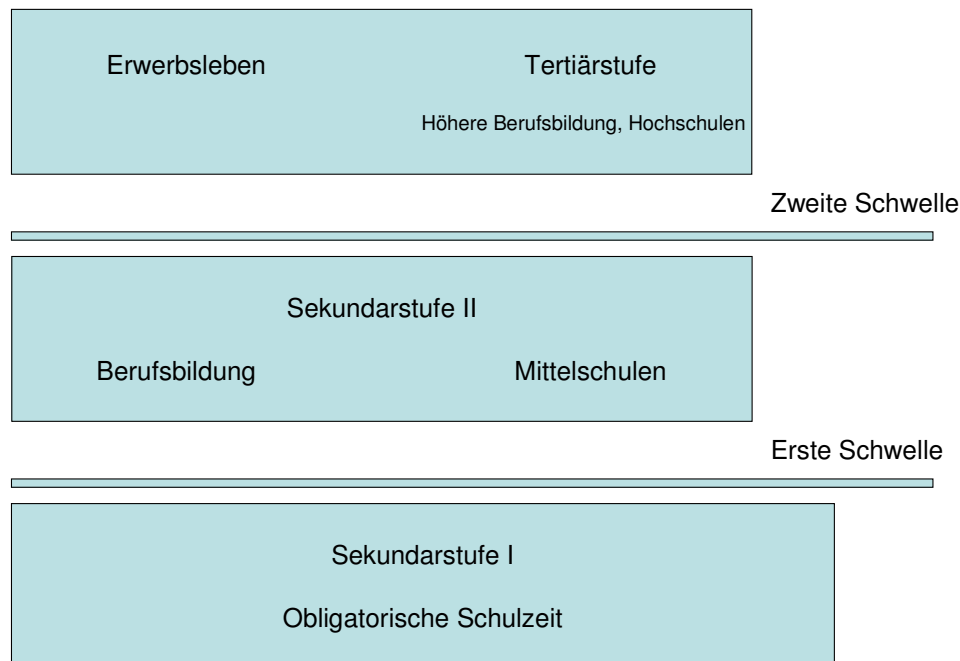 Erwerbsleben Tertiärstufe
Höhere Berufsbildung, Hochschulen
Zweite Schwelle
Sekundarstufe II
Berufsbildung Mittelschulen
Erste Schwelle
Sekundarstufe I
Obligatorische Schulzeit